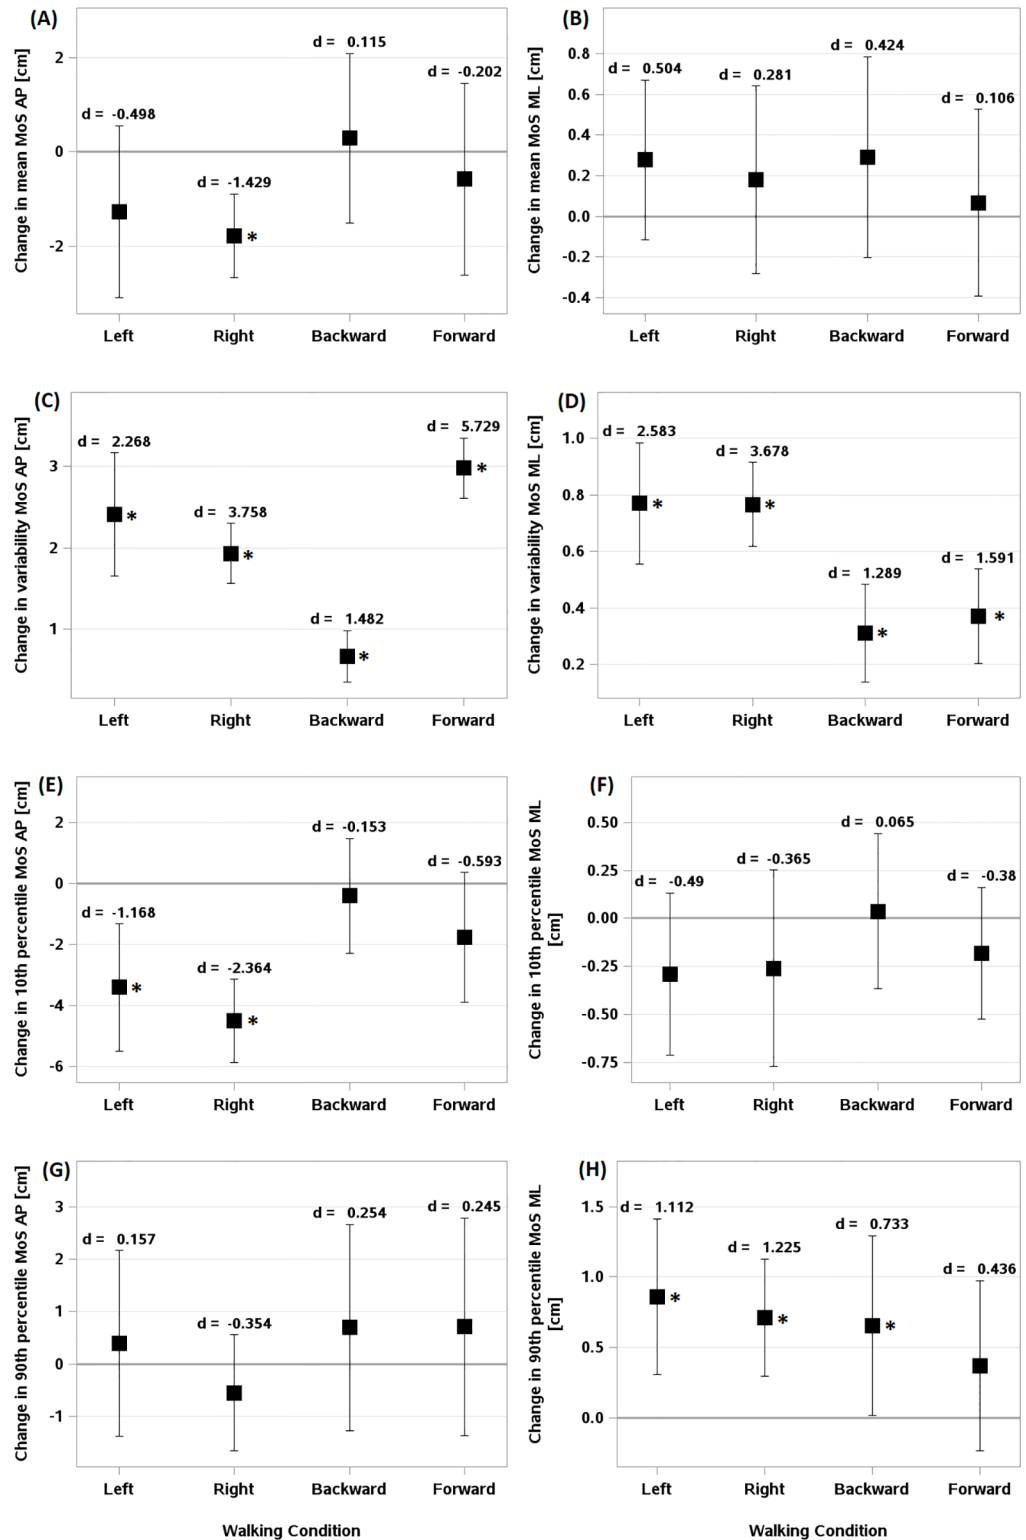 (A)
Change in mean MoS AP [cm]
2
0
-2
d = -0.498
d = -1.429
*
d = 0.115
d = -0.202
Left Right Backward Forward
(B)
Change in mean MoS ML [cm]
0.8
0.6
0.4
0.2
0.0
-0.2
-0.4
d = 0.504
d = 0.281
d = 0.424
d = 0.106
Left Right Backward Forward
(C)
Change in variability MoS AP [cm]
3
2
1
d = 2.268
*
d = 3.758
*
d = 1.482
*
d = 5.729
*
Left Right Backward Forward
(D)
Change in variability MoS ML [cm]
1.0
0.8
0.6
0.4
0.2
d = 2.583
*
d = 3.678
*
d = 1.289
*
d = 1.591
*
Left Right Backward Forward
(E)
Change in 10th percentile MoS AP [cm]
2
0
-2
-4
-6
d = -1.168
*
d = -2.364
*
d = -0.153
d = -0.593
Left Right Backward Forward
(F)
Change in 10th percentile MoS ML
[cm]
0.50
0.25
0.00
-0.25
-0.50
-0.75
d = -0.49
d = -0.365
d = 0.065
d = -0.38
Left Right Backward Forward
(G)
Change in 90th percentile MoS AP [cm]
3
2
1
0
-1
d = 0.157
d = -0.354
d = 0.254
d = 0.245
Left Right Backward Forward
Walking Condition
(H)
Change in 90th percentile MoS ML
[cm]
1.5
1.0
0.5
0.0
d = 1.112
*
d = 1.225
*
d = 0.733
*
d = 0.436
Left Right Backward Forward
Walking Condition